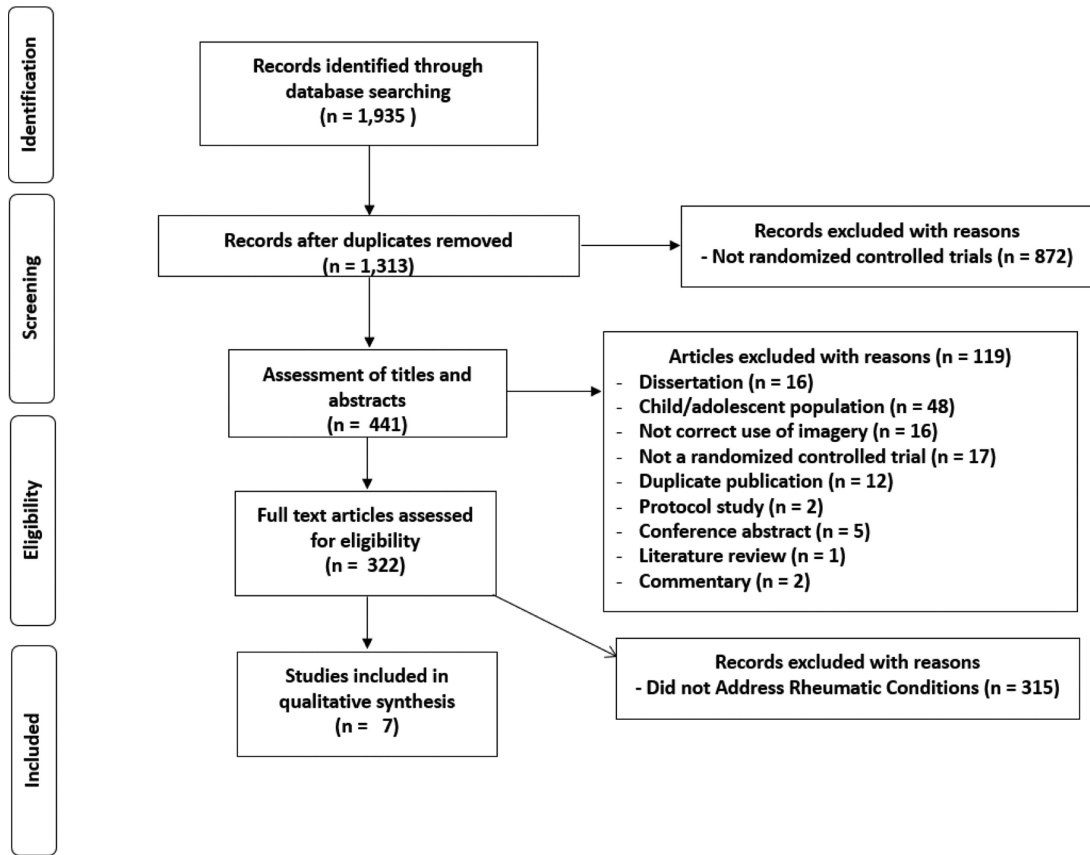 Identification
Records identified through
database searching
(n = 1,935 )
Screening
Records after duplicates removed
(n = 1,313)
Records excluded with reasons
- Not randomized controlled trials (n = 872)
Assessment of titles and
abstracts
(n = 441)
Articles excluded with reasons (n = 119)
- Dissertation (n = 16)
- Child/adolescent population (n = 48)
- Not correct use of imagery (n = 16)
- Not a randomized controlled trial (n = 17)
- Duplicate publication (n = 12)
- Protocol study (n = 2)
- Conference abstract (n = 5)
- Literature review (n = 1)
- Commentary (n = 2)
Eligibility
Full text articles assessed
for eligibility
(n = 322)
Records excluded with reasons
- Did not Address Rheumatic Conditions (n = 315)
Included
Studies included in
qualitative synthesis
(n = 7)